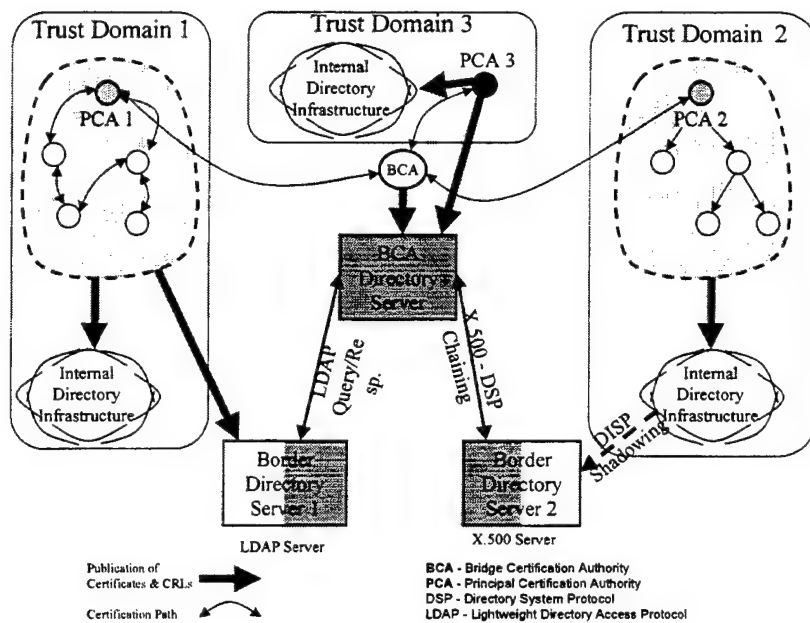 Trust Domain 1
Trust Domain 3
Trust Domain 2
PCA 1
Internal
Directory
Infrastructure
PCA 3
PCA 2
BCA
BCA
Directory
Server
LDAP
Query/Re
sp.
X.500 - DSP
Chaining
Internal
Directory
Infrastructure
Internal
Directory
Infrastructure
DISP
Shadowing
Border
Directory
Server 1
Border
Directory
Server 2
LDAP Server
X.500 Server
Publication of
Certificates & CRLs
Certification Path
BCA - Bridge Certification Authority
PCA - Principal Certification Authority
DSP - Directory System Protocol
LDAP - Lightweight Directory Access Protocol